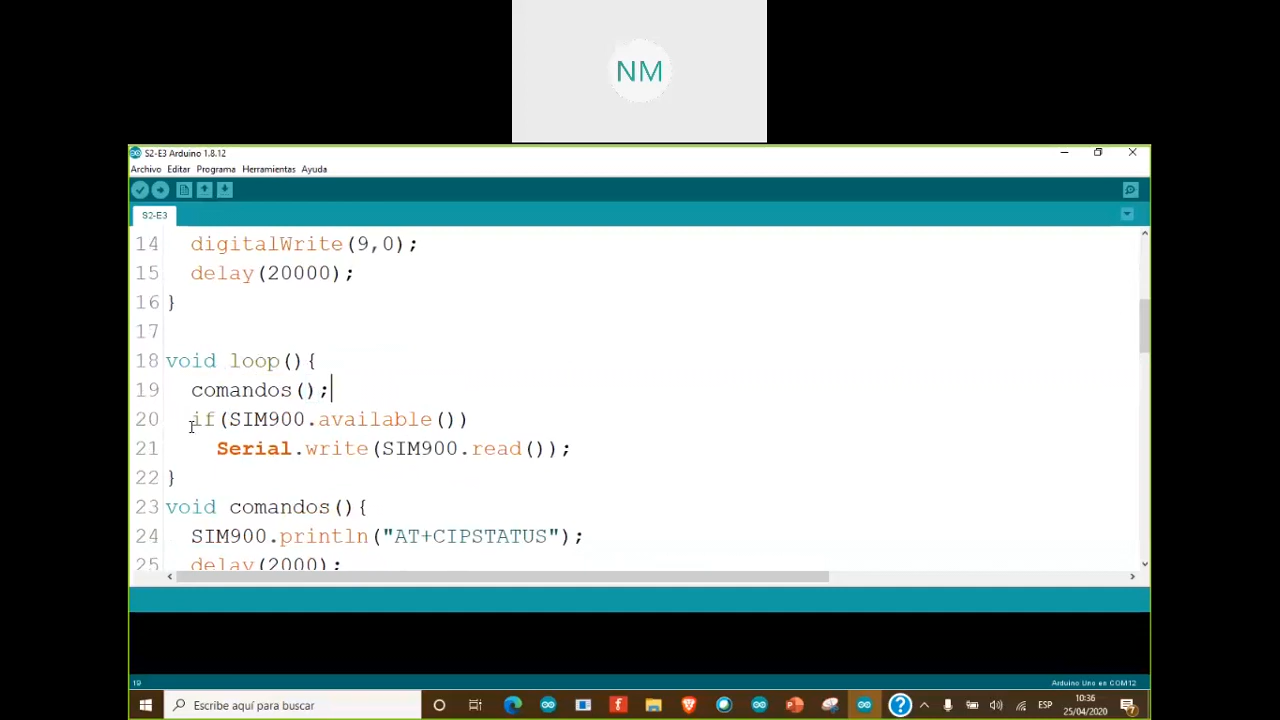 NM
S2-E3 Arduino 1.8.12
Archivo Editar Programa Herramientas Ayuda
S2-E3
14 digitalWrite(9,0);
15 delay(20000);
16 }
17
18 void loop(){
19 comandos();
20 if(SIM900.available())
21 Serial.write(SIM900.read());
22 }
23 void comandos(){
24 SIM900.println("AT+CIPSTATUS");
25 delay(2000);
19 Arduino Uno en COM12
Escribe aquí para buscar
ESP
10:36
25/04/2020
7